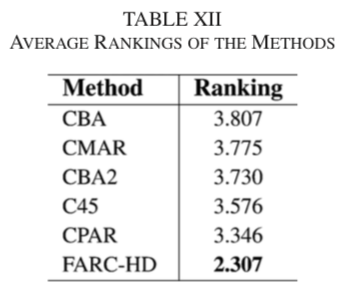 TABLE XII
AVERAGE RANKINGS OF THE METHODS
Method Ranking
CBA 3.807
CMAR 3.775
CBA2 3.730
C45 3.576
CPAR 3.346
FARC-HD 2.307